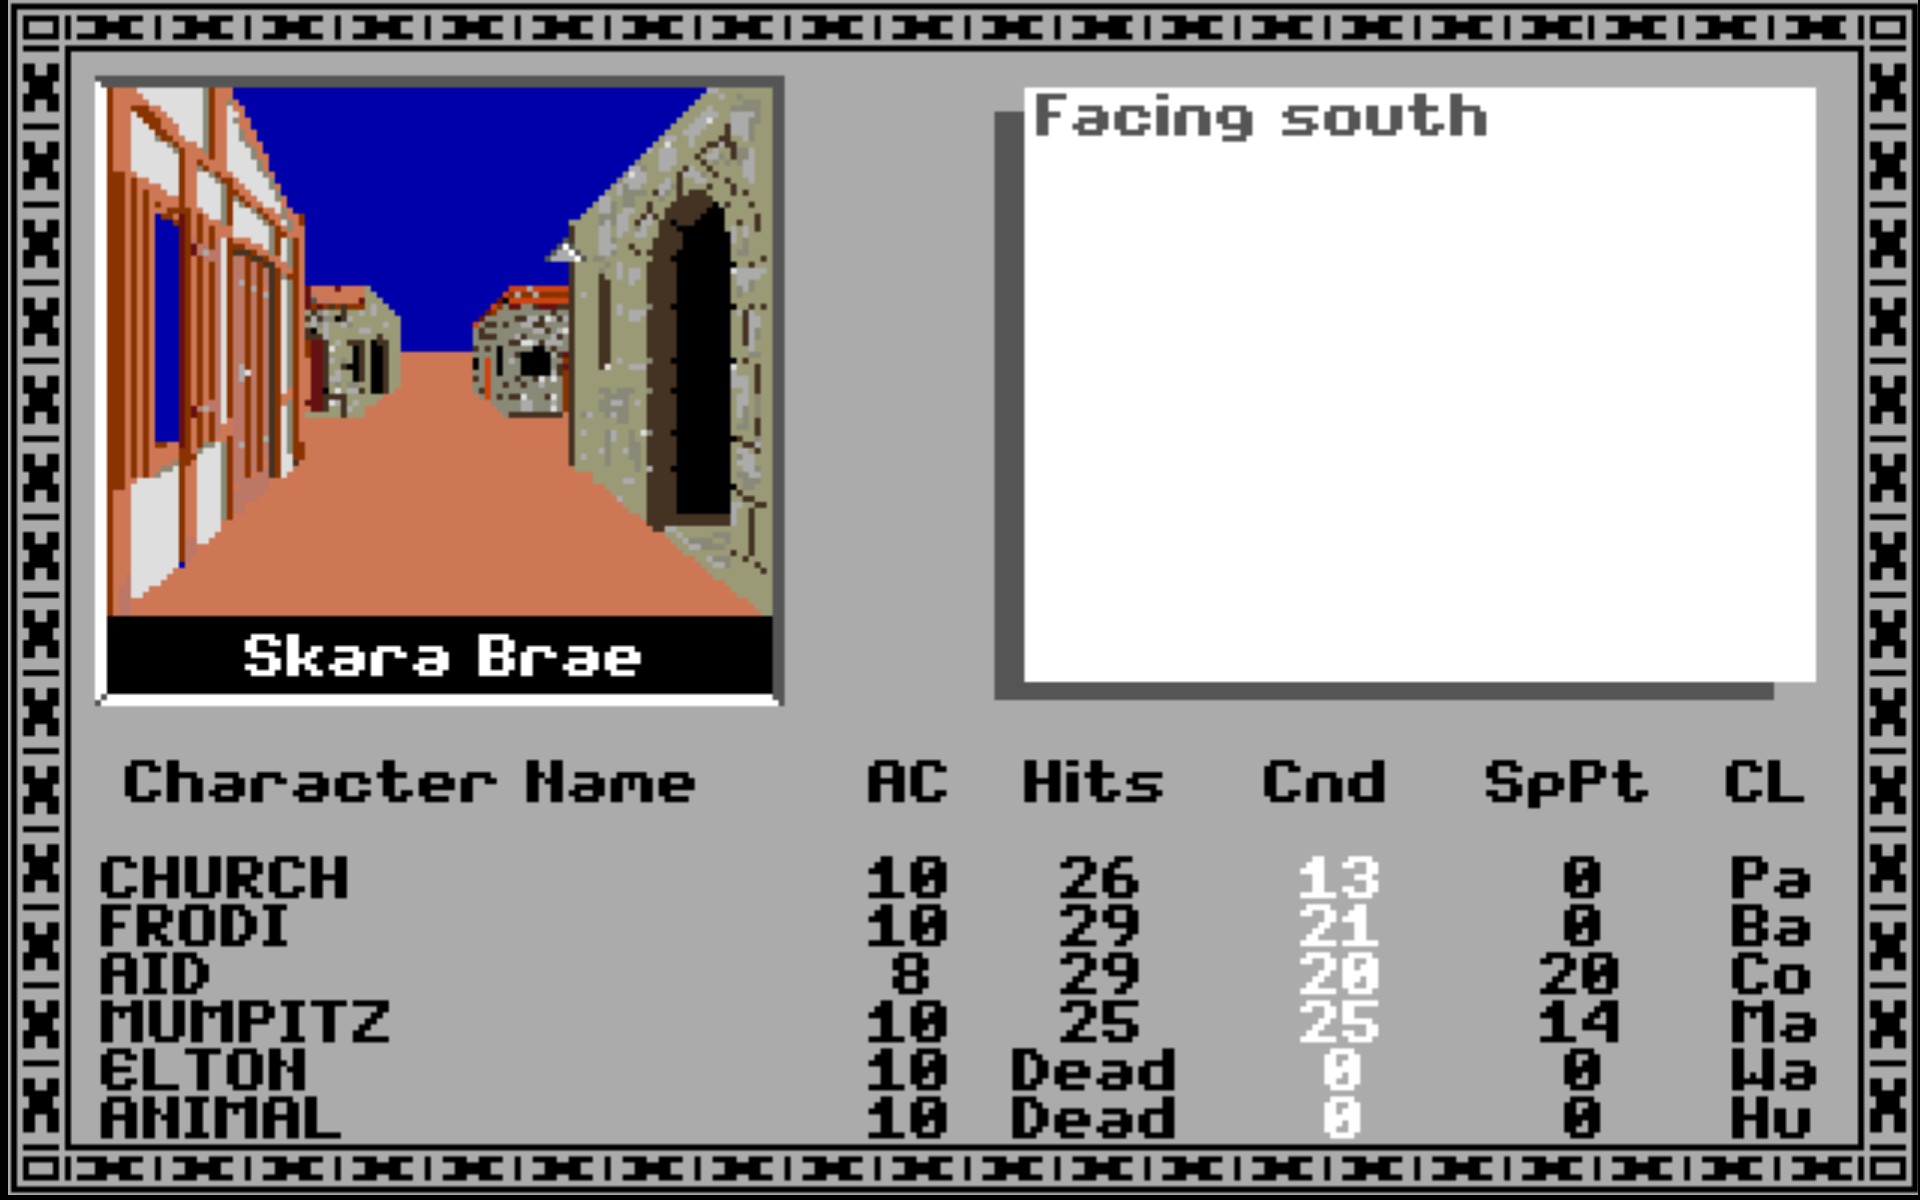 Facing south
Skara Brae
Character Name AC Hits Cnd SpPt CL
CHURCH 10 26 13 0 Pa
FRODI 10 29 21 0 Ba
AID 8 29 20 20 Co
MUMPITZ 10 25 25 14 Ma
ELTON 10 Dead 0 0 Wa
ANIMAL 10 Dead 0 0 Hu